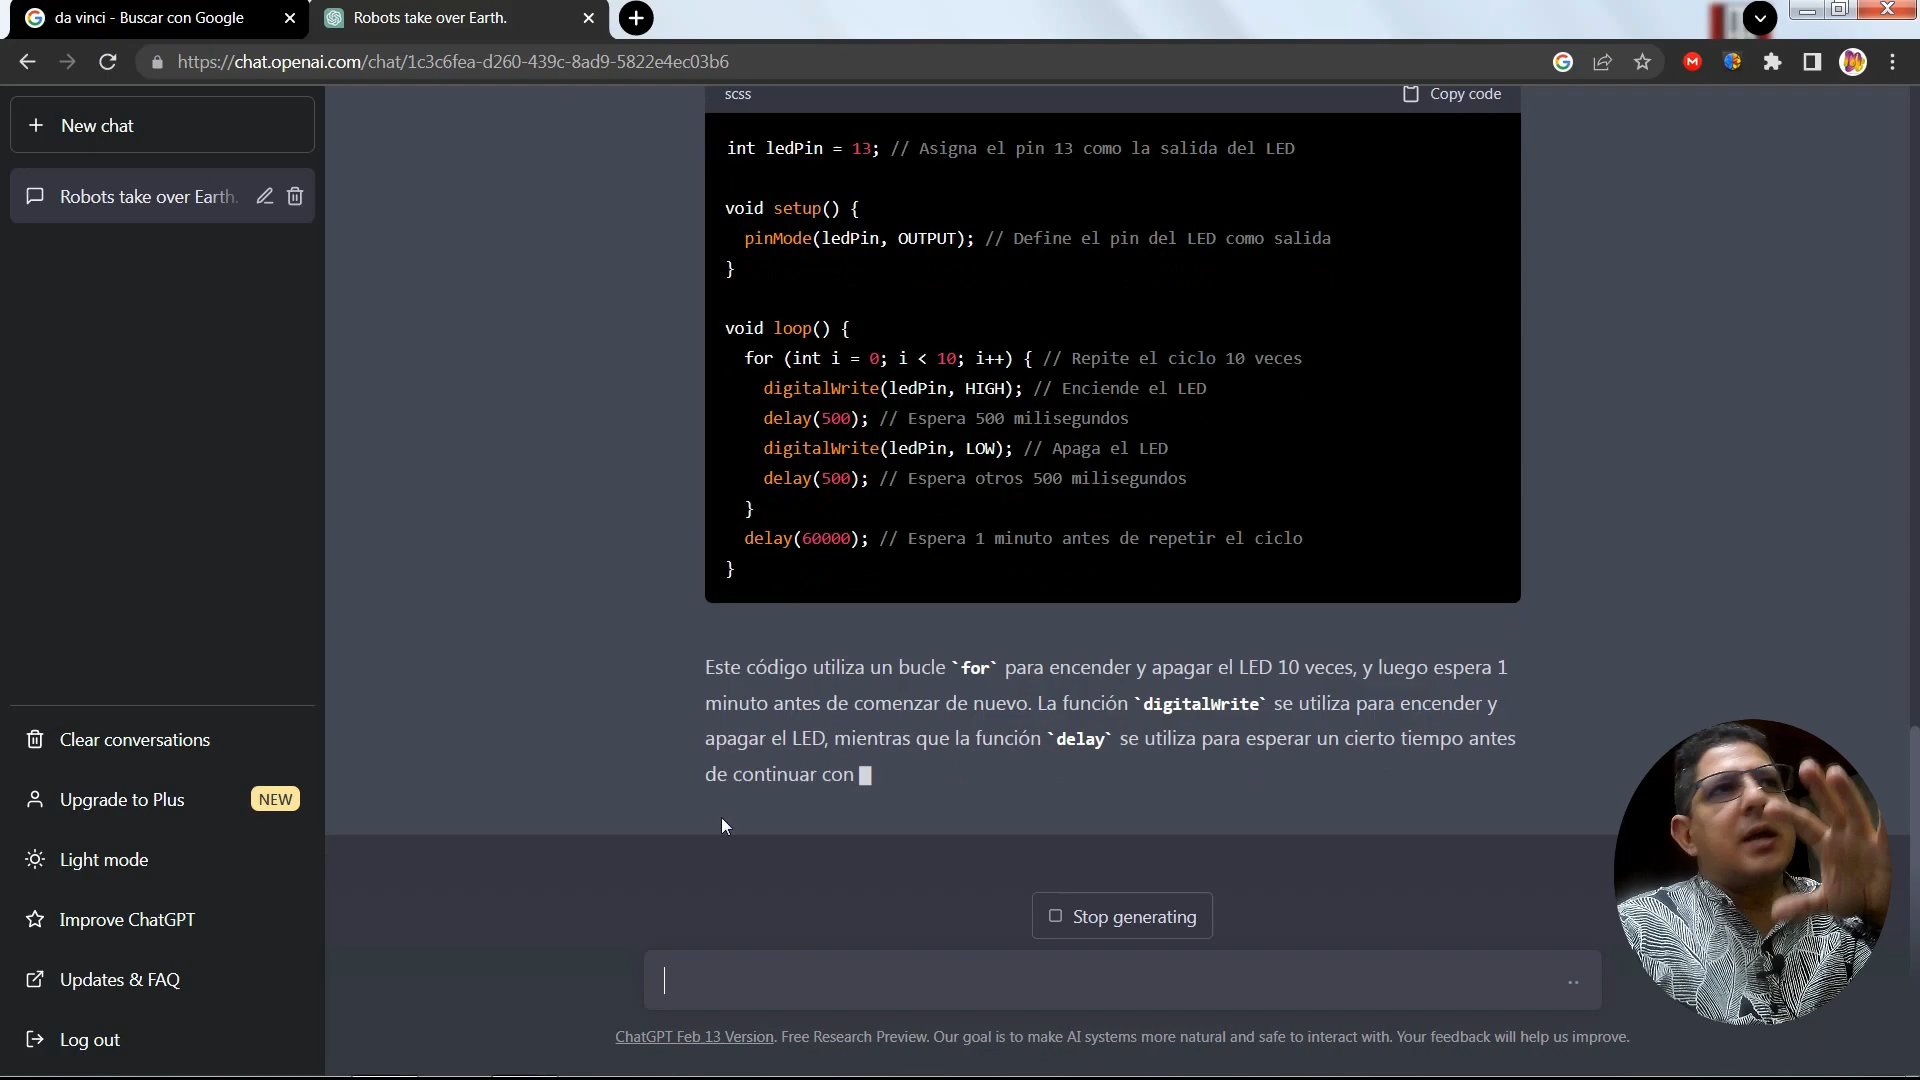 da vinci - Buscar con Google
Robots take over Earth.
https://chat.openai.com/chat/1c3c6fea-d260-439c-8ad9-5822e4ec03b6
New chat
Robots take over Earth.
scss
Copy code
int ledPin = 13; // Asigna el pin 13 como la salida del LED
void setup() {
pinMode(ledPin, OUTPUT); // Define el pin del LED como salida
}
void loop() {
for (int i = 0; i < 10; i++) { // Repite el ciclo 10 veces
digitalWrite(ledPin, HIGH); // Enciende el LED
delay(500); // Espera 500 milisegundos
digitalWrite(ledPin, LOW); // Apaga el LED
delay(500); // Espera otros 500 milisegundos
}
delay(60000); // Espera 1 minuto antes de repetir el ciclo
}
Este código utiliza un bucle `for` para encender y apagar el LED 10 veces, y luego espera 1
minuto antes de comenzar de nuevo. La función `digitalWrite` se utiliza para encender y
apagar el LED, mientras que la función `delay` se utiliza para esperar un cierto tiempo antes
de continuar con
Clear conversations
Upgrade to Plus
NEW
Light mode
Improve ChatGPT
Updates & FAQ
Log out
Stop generating
ChatGPT Feb 13 Version. Free Research Preview. Our goal is to make AI systems more natural and safe to interact with. Your feedback will help us improve.